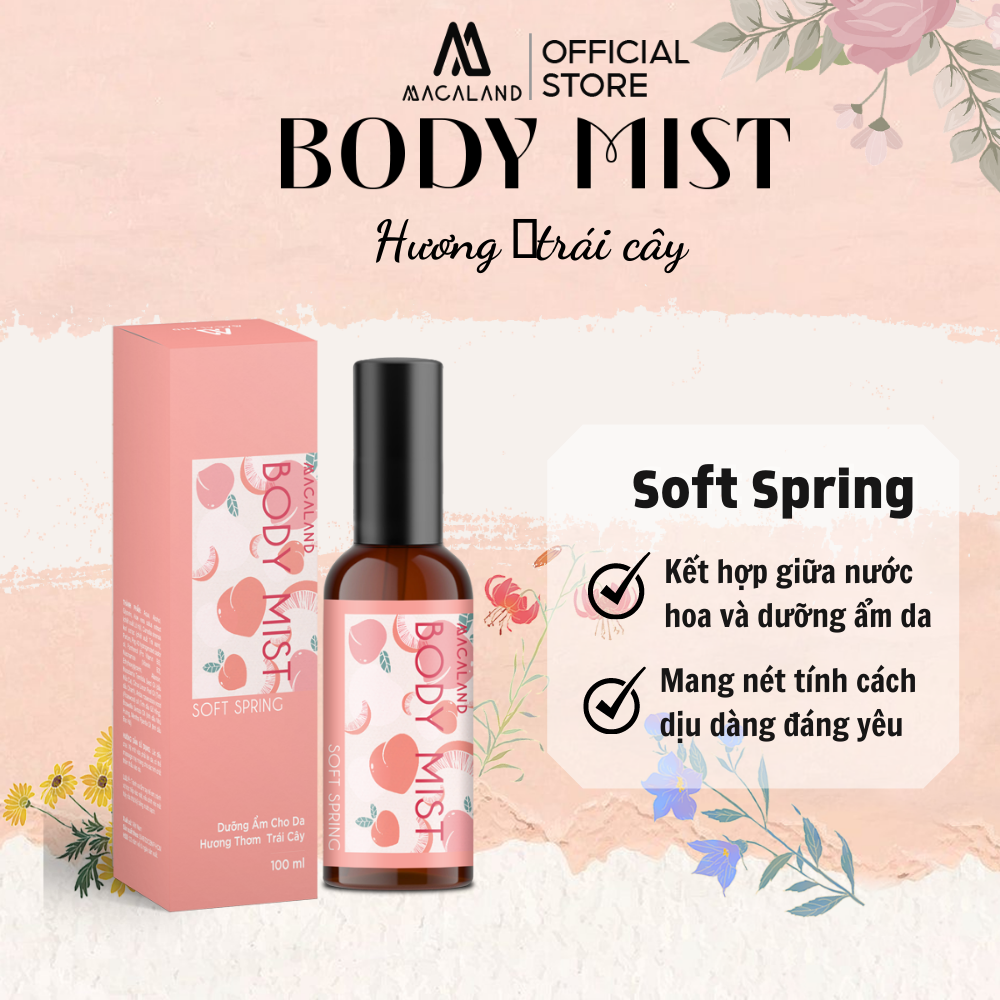 MACALAND
OFFICIAL
STORE
BODY MIST
Hương trái cây
MACALAND
BODY MIST
SOFT SPRING
Dưỡng Ẩm Cho Da
Hương Thơm Trái Cây
100 ml
MACALAND
BODY MIST
SOFT SPRING
Soft Spring
Kết hợp giữa nước
hoa và dưỡng ẩm da
Mang nét tính cách
dịu dàng đáng yêu